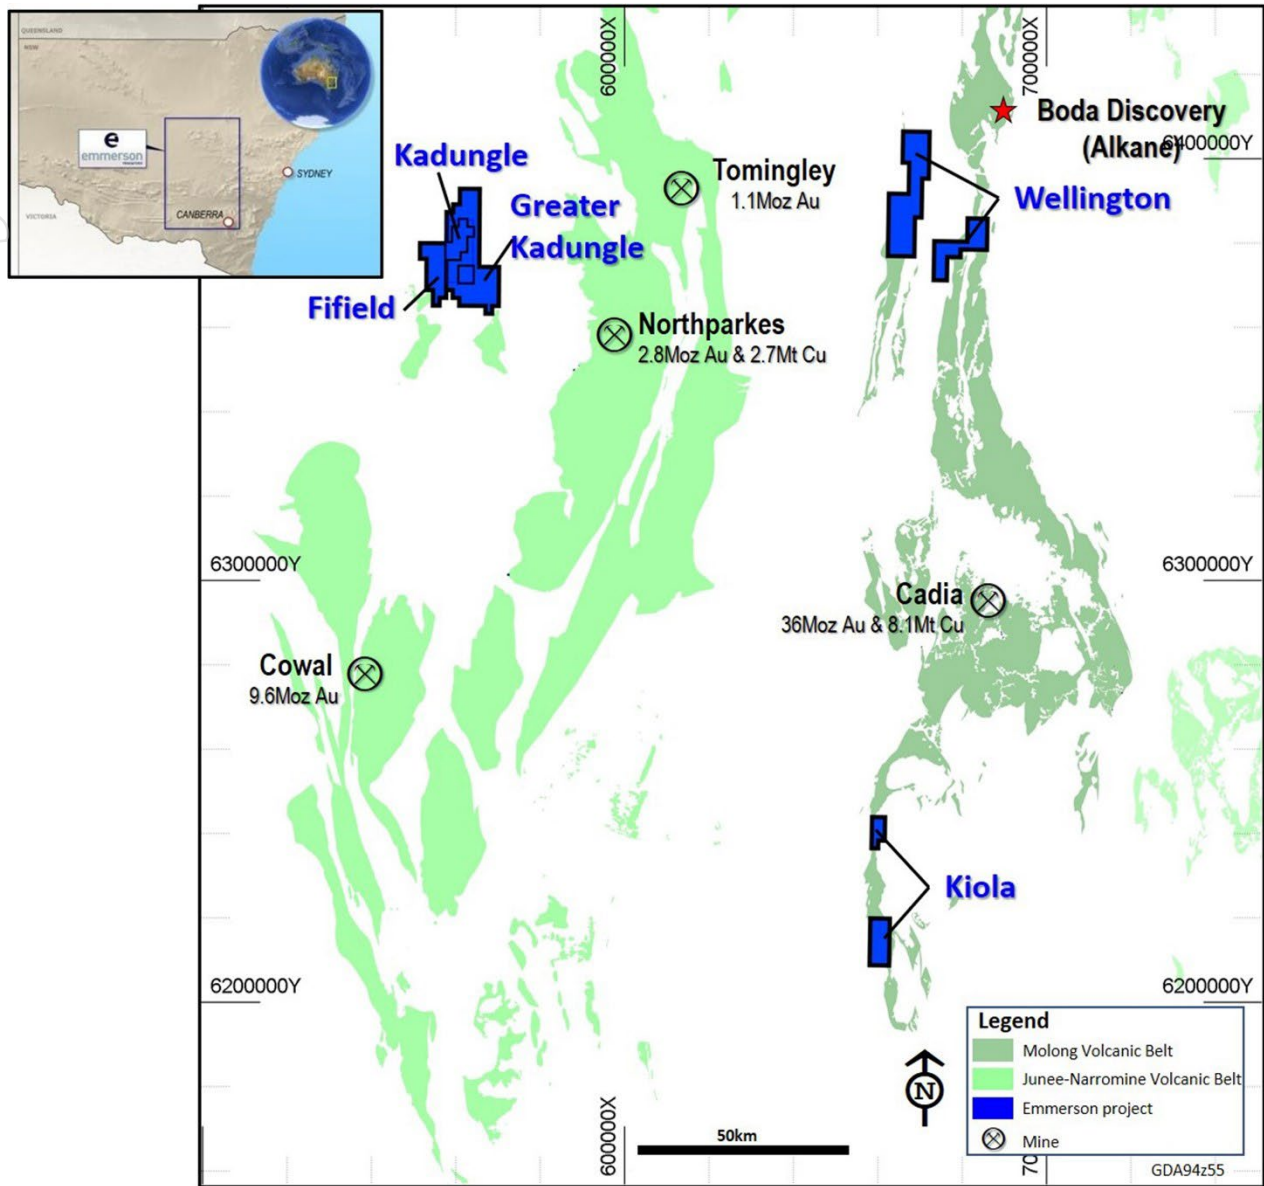 QUEENSLAND
NSW
e
emmerson
SYDNEY
CANBERRA
VICTORIA
600000X
700000X
Boda Discovery
(Alkane)
6400000Y
Kadungle
Tomingley
1.1Moz Au
Greater
Kadungle
Wellington
Fifield
Northparkes
2.8Moz Au & 2.7Mt Cu
6300000Y
6300000Y
Cadia
36Moz Au & 8.1Mt Cu
Cowal
9.6Moz Au
Kiola
6200000Y
6200000Y
Legend
Molong Volcanic Belt
Junee-Narromine Volcanic Belt
Emmerson project
Mine
N
600000X
50km
70
GDA94z55